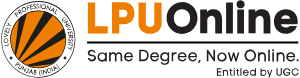 LOVELY PROFESSIONAL UNIVERSITY
PUNJAB (INDIA)
LPUOnline
Same Degree, Now Online.
Entitled by UGC